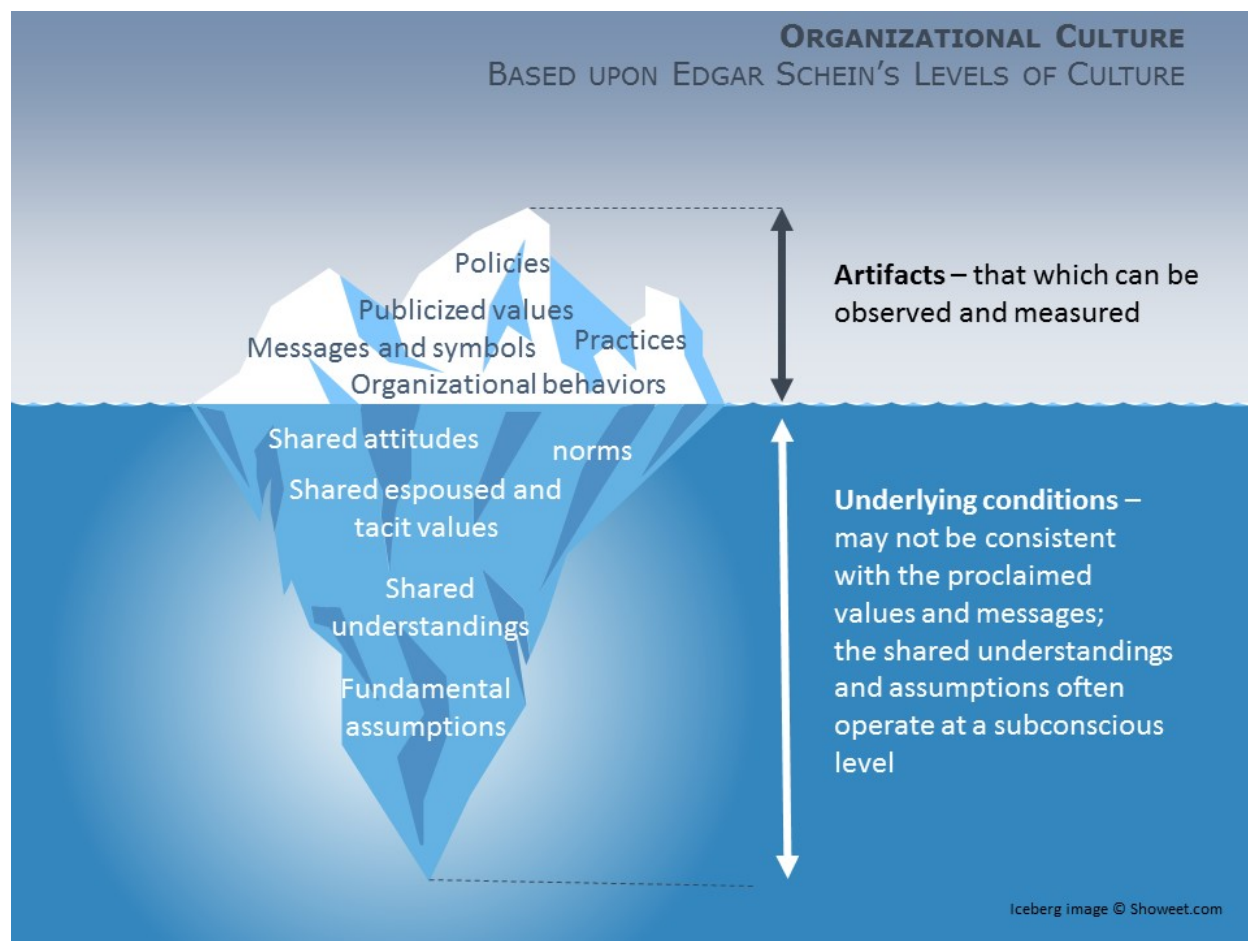 ORGANIZATIONAL CULTURE
BASED UPON EDGAR SCHEIN'S LEVELS OF CULTURE
Policies
Publicized values
Practices
Messages and symbols
Organizational behaviors
Artifacts – that which can be
observed and measured
Shared attitudes
norms
Shared espoused and
tacit values
Shared
understandings
Fundamental
assumptions
Underlying conditions –
may not be consistent
with the proclaimed
values and messages;
the shared understandings
and assumptions often
operate at a subconscious
level
Iceberg image © Showeet.com